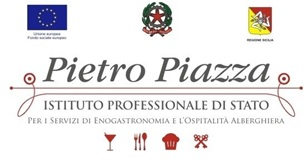 Unione europea
Fondo sociale europeo
REGIONE SICILIA
Pietro Piazza
ISTITUTO PROFESSIONALE DI STATO
PER I SERVIZI DI ENOGASTRONOMIA E L'OSPITALITÀ ALBERGHIERA